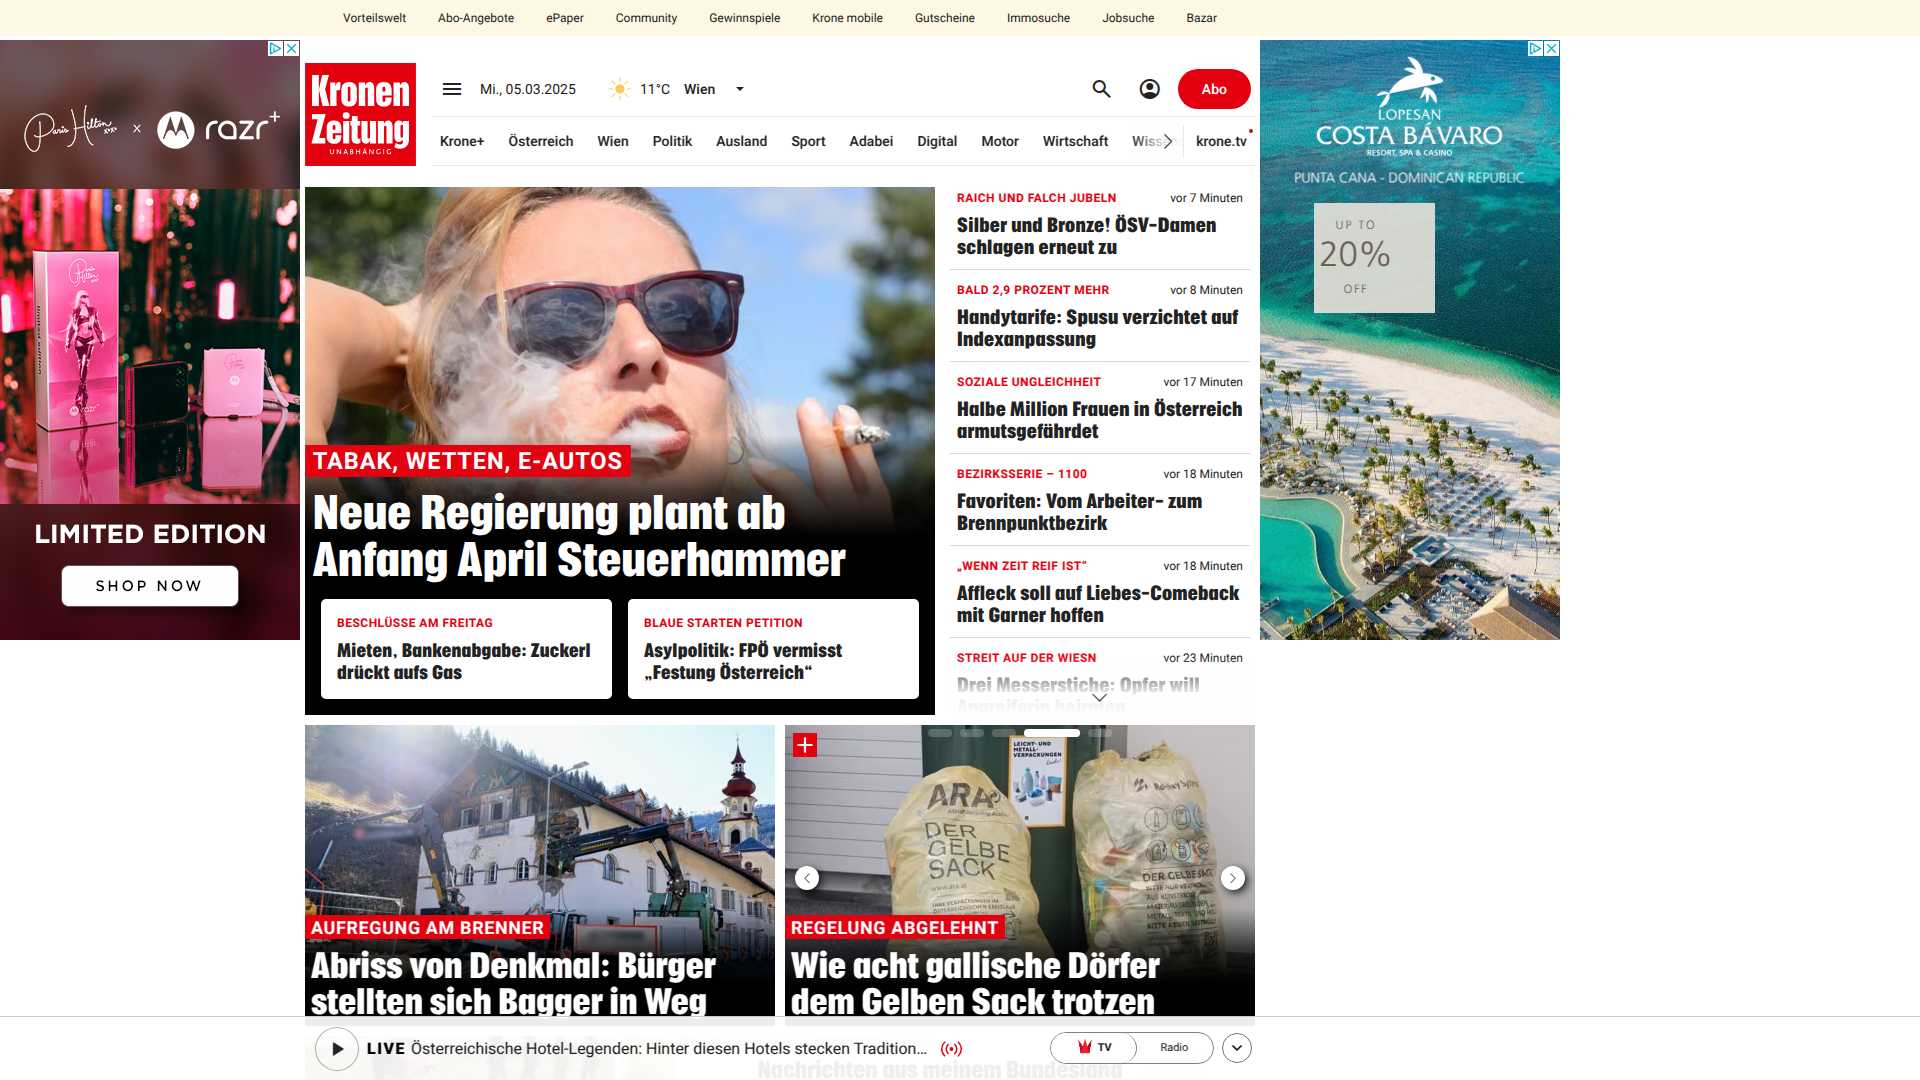 Vorteilswelt
Abo-Angebote
ePaper
Community
Gewinnspiele
Krone mobile
Gutscheine
Immosuche
Jobsuche
Bazar
Paris Hilton x razr+
LIMITED EDITION
SHOP NOW
Kronen
Zeitung
UNABHÄNGIG
Mi., 05.03.2025
11°C
Wien
Abo
Krone+
Österreich
Wien
Politik
Ausland
Sport
Adabei
Digital
Motor
Wirtschaft
krone.tv
TABAK, WETTEN, E-AUTOS
Neue Regierung plant ab
Anfang April Steuerhammer
BESCHLÜSSE AM FREITAG
Mieten, Bankenabgabe: Zuckerl
drückt aufs Gas
BLAUE STARTEN PETITION
Asylpolitik: FPÖ vermisst
„Festung Österreich“
RAICH UND FALCH JUBELN vor 7 Minuten
Silber und Bronze! ÖSV-Damen
schlagen erneut zu
BALD 2,9 PROZENT MEHR vor 8 Minuten
Handytarife: Spusu verzichtet auf
Indexanpassung
SOZIALE UNGLEICHHEIT vor 17 Minuten
Halbe Million Frauen in Österreich
armutsgefährdet
BEZIRKSSERIE – 1100 vor 18 Minuten
Favoriten: Vom Arbeiter- zum
Brennpunktbezirk
„WENN ZEIT REIF IST“ vor 18 Minuten
Affleck soll auf Liebes-Comeback
mit Garner hoffen
STREIT AUF DER WIESN vor 23 Minuten
Drei Messerstiche: Opfer will
Angreiferin heiraten
LOPESAN
COSTA BÁVARO
RESORT, SPA & CASINO
PUNTA CANA - DOMINICAN REPUBLIC
UP TO
20%
OFF
AUFREGUNG AM BRENNER
Abriss von Denkmal: Bürger
stellten sich Bagger in Weg
LEICHT- UND
METALL-
VERPACKUNGEN
ARA
DER
GELBE
SACK
DER GELBE SACK
REGELUNG ABGELEHNT
Wie acht gallische Dörfer
dem Gelben Sack trotzen
LIVE Österreichische Hotel-Legenden: Hinter diesen Hotels stecken Tradition...
TV
Radio
Nachrichten aus meinem Bundesland